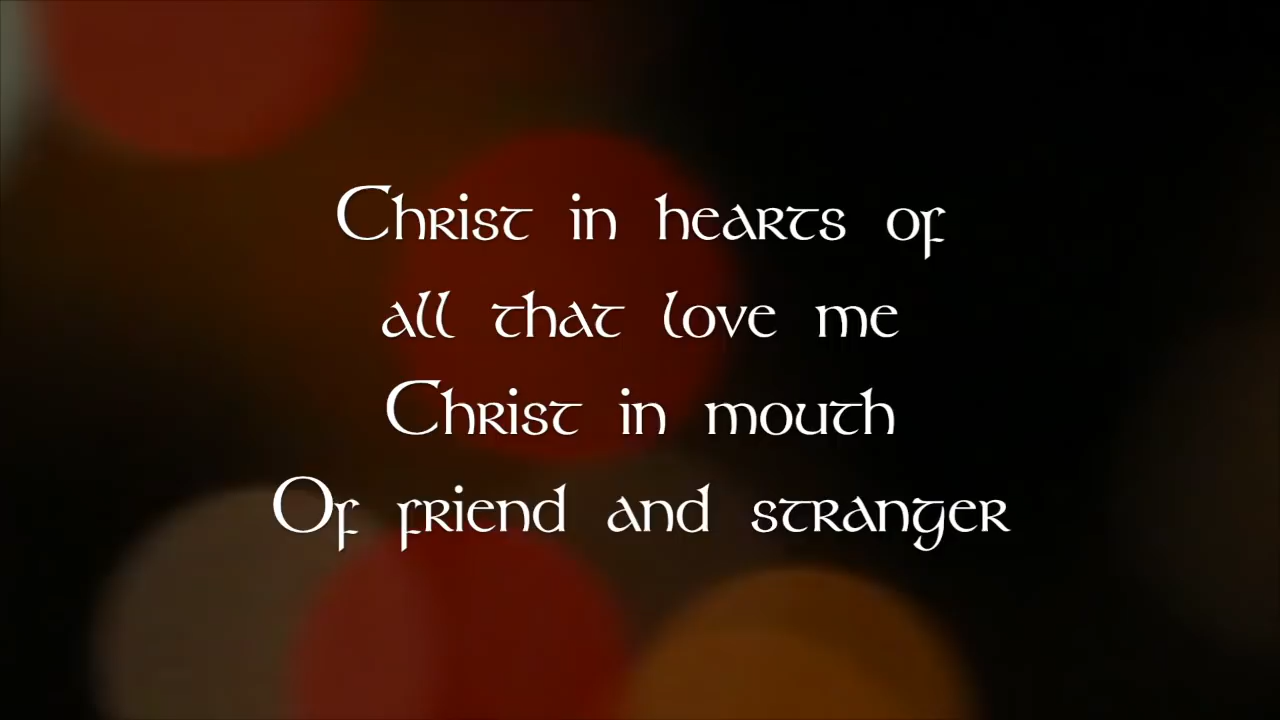 Christ in hearts of
all that love me
Christ in mouth
Of friend and stranger